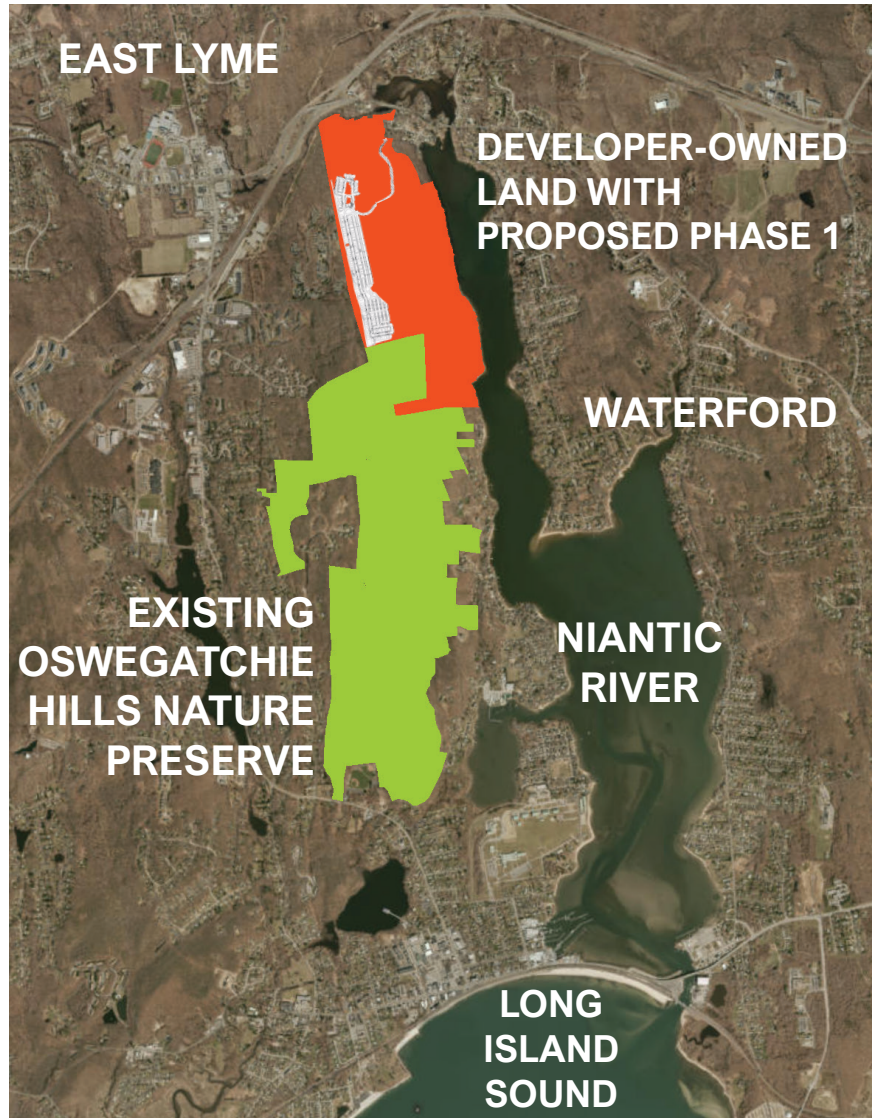 EAST LYME
DEVELOPER-OWNED
LAND WITH
PROPOSED PHASE 1
WATERFORD
EXISTING
OSWEGATCHIE
HILLS NATURE
PRESERVE
NIANTIC
RIVER
LONG
ISLAND
SOUND